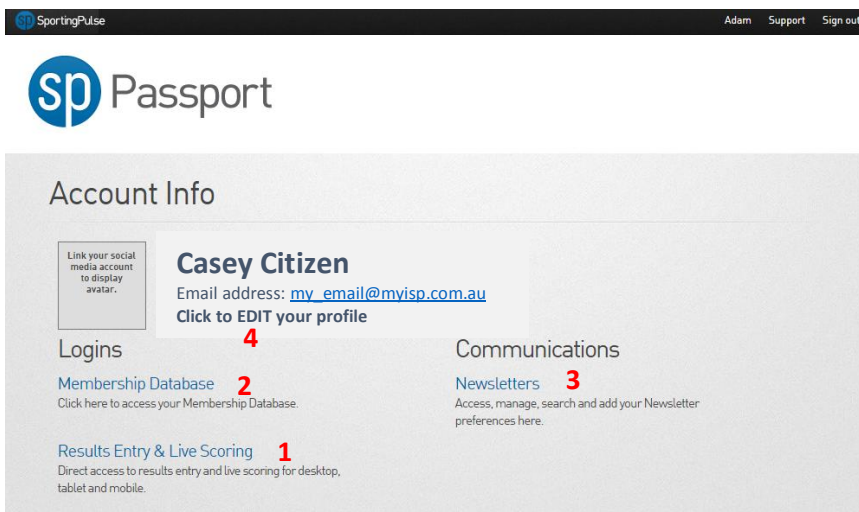 sp SportingPulse Adam Support Sign out
sp Passport
Account Info
Link your social
media account
to display
avatar.
Casey Citizen
Email address: my_email@myisp.com.au
Click to EDIT your profile
4
Logins
Membership Database 2
Click here to access your Membership Database.
Results Entry & Live Scoring 1
Direct access to results entry and live scoring for desktop,
tablet and mobile.
Communications
Newsletters 3
Access, manage, search and add your Newsletter
preferences here.